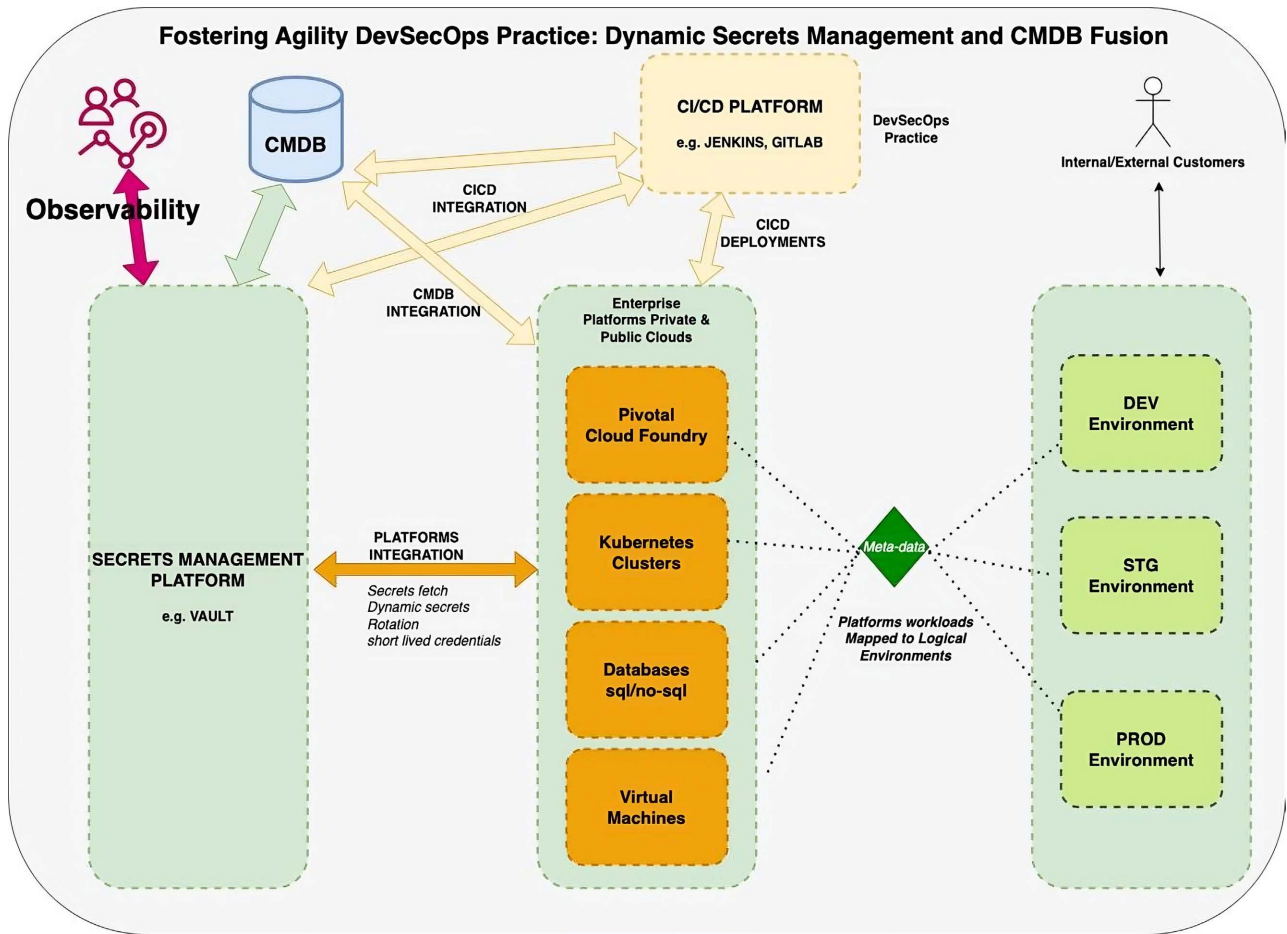 Fostering Agility DevSecOps Practice: Dynamic Secrets Management and CMDB Fusion
Observability
CMDB
CI/CD PLATFORM
e.g. JENKINS, GITLAB
DevSecOps
Practice
Internal/External Customers
CICD
INTEGRATION
CICD
DEPLOYMENTS
CMDB
INTEGRATION
SECRETS MANAGEMENT
PLATFORM
e.g. VAULT
PLATFORMS
INTEGRATION
Secrets fetch
Dynamic secrets
Rotation
short lived credentials
Enterprise
Platforms Private &
Public Clouds
Pivotal
Cloud Foundry
Kubernetes
Clusters
Databases
sql/no-sql
Virtual
Machines
Meta-data
Platforms workloads
Mapped to Logical
Environments
DEV
Environment
STG
Environment
PROD
Environment